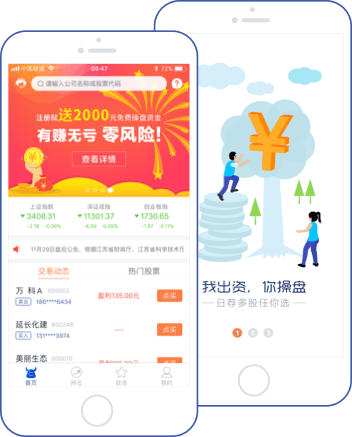 中国联通 09:47 72%
请输入公司名称或股票代码
注册就送2000元免费操盘资金
有赚无亏 零风险!
查看详情
上证指数 深证成指 创业板指
3408.31 11301.37 1730.65
-2.18 -0.06% -6.09 -0.05% -1.87 -0.11%
11月29日盘后公告，根据江苏省财政厅、江苏省科学技术厅
交易动态 热门股票
万 科A 000002
卖出 186****6434 盈利135.00元 点买
延长化建 600248
买入 131****3974 --- 点买
美丽生态 000010
首页 持仓 自选 我的
我出资，你操盘
日荐多股任你选
1 2 3